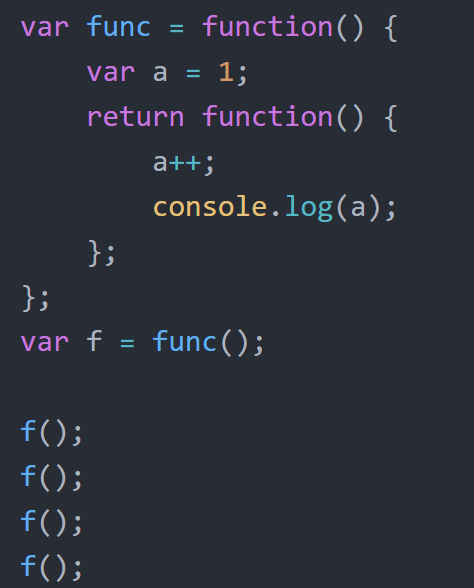 var func = function() {
    var a = 1;
    return function() {
        a++;
        console.log(a);
    };
};
var f = func();

f();
f();
f();
f();